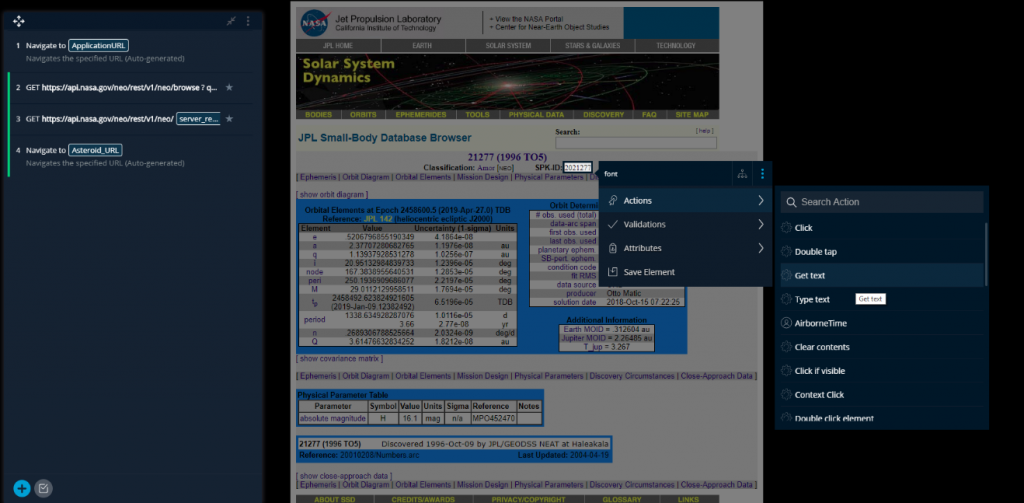 1 Navigate to ApplicationURL
Navigates the specified URL (Auto-generated)
2 GET https://api.nasa.gov/neo/rest/v1/neo/browse ? q...
3 GET https://api.nasa.gov/neo/rest/v1/neo/ server_re...
4 Navigate to Asteroid_URL
Navigates the specified URL (Auto-generated)
NASA
Jet Propulsion Laboratory
California Institute of Technology
+ View the NASA Portal
+ Center for Near-Earth Object Studies
JPL HOME EARTH SOLAR SYSTEM STARS & GALAXIES TECHNOLOGY
Solar System
Dynamics
BODIES ORBITS EPHEMERIDES TOOLS PHYSICAL DATA DISCOVERY FAQ SITE MAP
JPL Small-Body Database Browser
Search: [help]
21277 (1996 TO5)
Classification: Amor [NEO] SPK-ID: 2021277
[ Ephemeris | Orbit Diagram | Orbital Elements | Mission Design | Physical Parameters |
[ show orbit diagram ]
Orbital Elements at Epoch 2458600.5 (2019-Apr-27.0) TDB
Reference: JPL 142 (heliocentric ecliptic J2000)
Element Value Uncertainty (1-sigma) Units
e .5206796855190349 4.1864e-08
a 2.377071280682765 1.1976e-08 au
q 1.13937928531278 1.0256e-07 au
i 20.95132984839733 1.2396e-05 deg
node 167.3838955640531 1.2853e-05 deg
peri 250.1936909686077 2.2197e-05 deg
M 29.01121299585​11 1.7694e-05 deg
tp 2458492.623824921605
(2019-Jan-09.12382492) 6.5195e-05 TDB
period 1338.634928287076
3.66 1.0116e-05
2.77e-08 d
yr
n .2689306788525664 2.0324e-09 deg/d
Q 3.61476632834252 1.8212e-08 au
[ show covariance matrix ]
Orbit Determi
# obs. used (total)
data-arc span
first obs. used
last obs. used
planetary ephem.
SB-pert. ephem.
condition code
fit RMS
data source
producer Otto Matic
solution date 2018-Oct-15 07:22:25
Additional Information
Earth MOID = .312604 au
Jupiter MOID = 2.26485 au
T_jup = 3.267
[ Ephemeris | Orbit Diagram | Orbital Elements | Mission Design | Physical Parameters | Discovery Circumstances | Close-Approach Data ]
Physical Parameter Table
Parameter Symbol Value Units Sigma Reference Notes
absolute magnitude H 16.1 mag n/a MPO452470
21277 (1996 TO5) Discovered 1996-Oct-09 by JPL/GEODSS NEAT at Haleakala
Reference: 20010208/Numbers.arc Last Updated: 2004-04-19
[ show close-approach data ]
[ Ephemeris | Orbit Diagram | Orbital Elements | Mission Design | Physical Parameters | Discovery Circumstances | Close-Approach Data ]
ABOUT SSD CREDITS/AWARDS PRIVACY/COPYRIGHT GLOSSARY LINKS
font
Actions
Validations
Attributes
Save Element
Search Action
Click
Double tap
Get text
Type text
Get text
AirborneTime
Clear contents
Click if visible
Context Click
Double click element